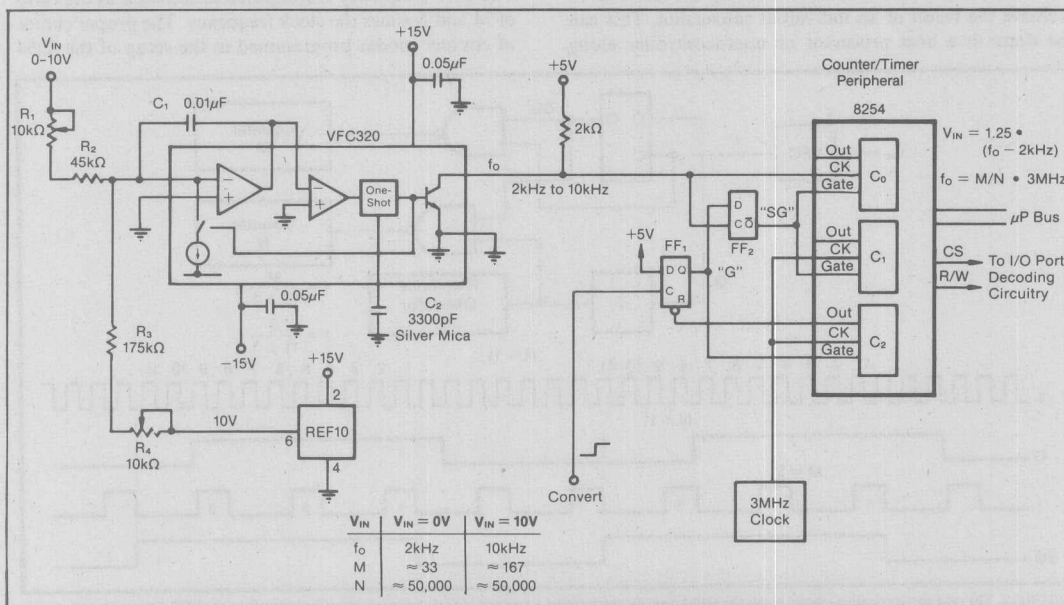 V_IN
0–10V
R₁
10kΩ
R₂
45kΩ
C₁ 0.01µF
VFC320
One-
Shot
+15V
0.05µF
+5V
2kΩ
f₀
2kHz to 10kHz
Counter/Timer
Peripheral
8254
Out
CK
Gate
C₀
Out
CK
Gate
C₁
Out
CK
Gate
C₂
V_IN = 1.25 •
(f₀ – 2kHz)
f₀ = M/N • 3MHz
µP Bus
CS
R/W
To I/O Port
Decoding
Circuitry
D
C Q̅
FF₂
"SG"
+5V
FF₁
D Q
C
R
"G"
0.05µF
–15V
C₂
3300pF
Silver Mica
R₃
175kΩ
R₄
10kΩ
10V
+15V
2
6
REF10
4
Convert
3MHz
Clock
V_IN V_IN = 0V V_IN = 10V
f₀ 2kHz 10kHz
M ≈ 33 ≈ 167
N ≈ 50,000 ≈ 50,000